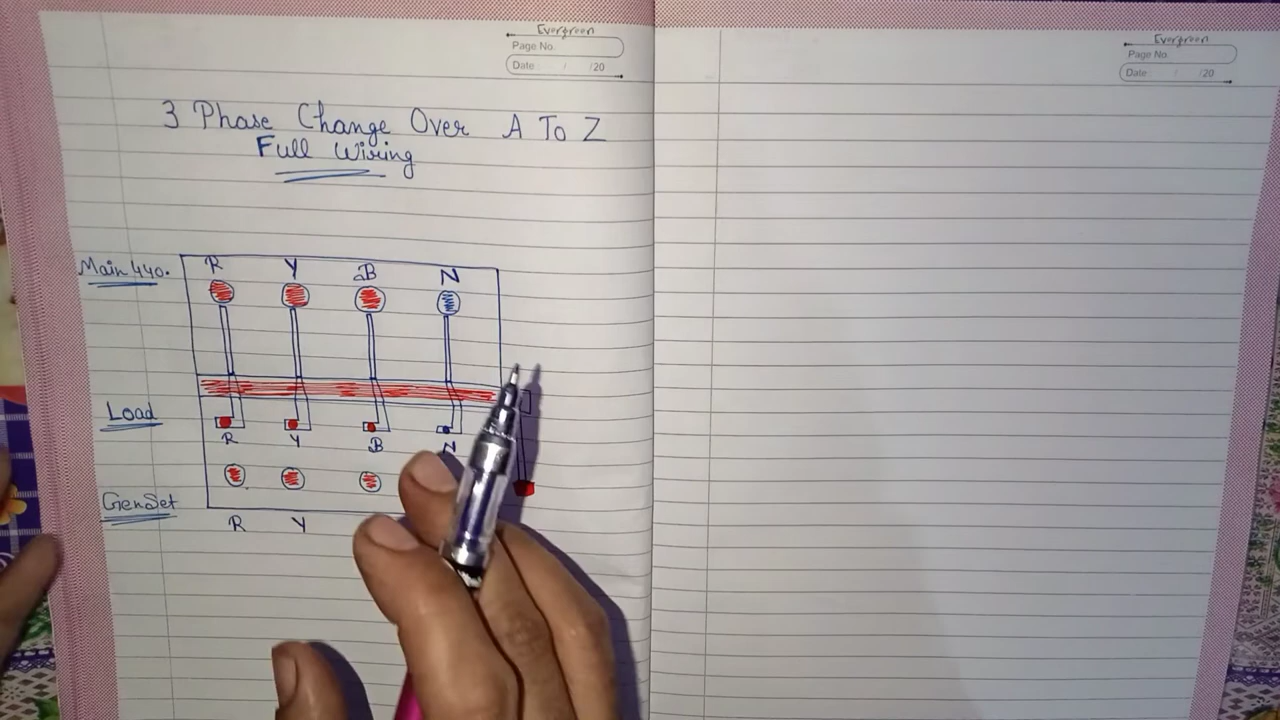 Evergreen
Page No.
Date / /20
Evergreen
Page No.
Date / /20
3 Phase Change Over A To Z
Full Wiring
Main 440.
R Y B N
Load
R Y B N
GenSet
R Y